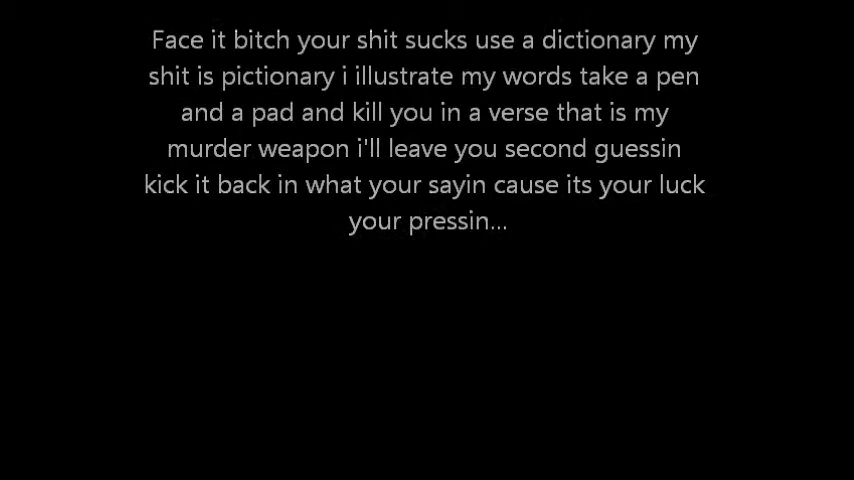 Face it bitch your shit sucks use a dictionary my
shit is pictionary i illustrate my words take a pen
and a pad and kill you in a verse that is my
murder weapon i'll leave you second guessin
kick it back in what your sayin cause its your luck
your pressin...